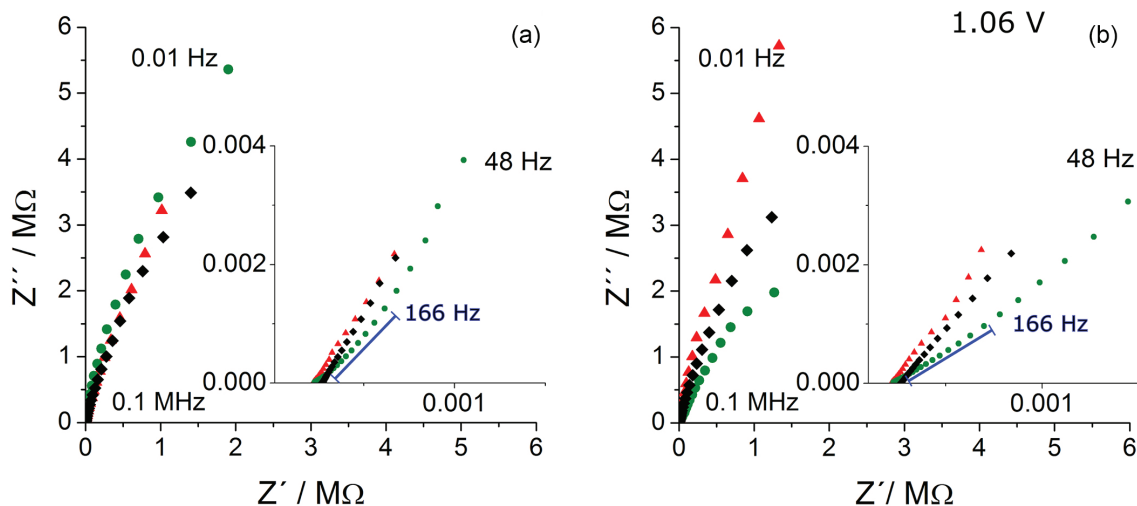 (a)
0.01 Hz
0.004
48 Hz
0.002
166 Hz
0.000
0.001
0.1 MHz
6
5
4
3
2
1
0
0 1 2 3 4 5 6
Z´´ / MΩ
Z´ / MΩ
1.06 V
(b)
0.01 Hz
0.004
48 Hz
0.002
166 Hz
0.000
0.001
0.1 MHz
6
5
4
3
2
1
0
0 1 2 3 4 5 6
Z´´ / MΩ
Z´/ MΩ